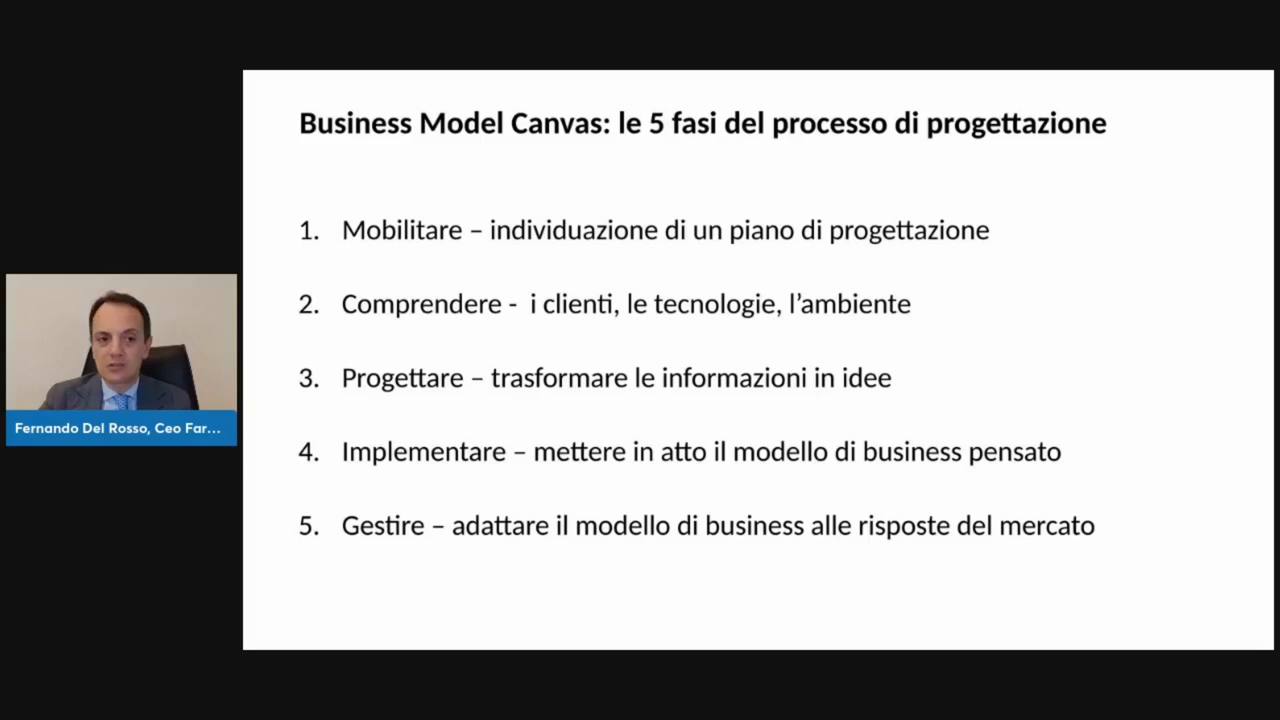 Business Model Canvas: le 5 fasi del processo di progettazione
1. Mobilitare – individuazione di un piano di progettazione
2. Comprendere -  i clienti, le tecnologie, l’ambiente
3. Progettare – trasformare le informazioni in idee
4. Implementare – mettere in atto il modello di business pensato
5. Gestire – adattare il modello di business alle risposte del mercato
Fernando Del Rosso, Ceo Far...